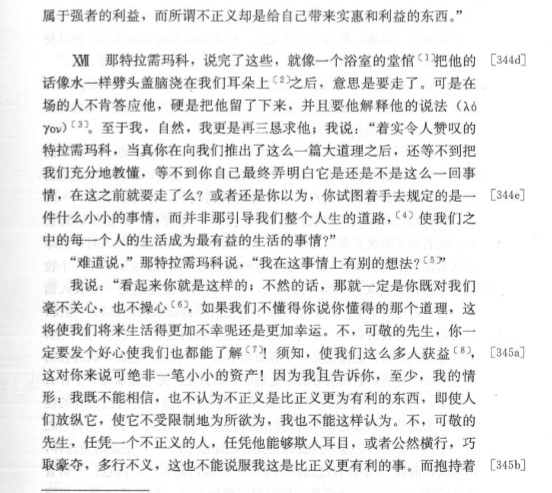 属于强者的利益，而所谓不正义却是给自己带来实惠和利益的东西。”
XVII 那特拉需玛科，说完了这些，就像一个浴室的堂倌〔1〕把他的 [344d]
话像水一样劈头盖脑浇在我们耳朵上〔2〕之后，意思是要走了。可是在
场的人不肯答应他，硬是把他留了下来，并且要他解释他的说法（λό
γον）〔3〕。至于我，自然，我更是再三恳求他；我说：“着实令人赞叹的
特拉需玛科，当真你在向我们推出了这么一篇大道理之后，还等不到把
我们充分地教懂，等不到你自己最终弄明白它是还是不是这么一回事
情，在这之前就要走了么？或者还是你以为，你试图着手去规定的是一 [344e]
件什么小小的事情，而并非那引导我们整个人生的道路，〔4〕使我们之
中的每一个人的生活成为最有益的生活的事情？”
“难道说，”那特拉需玛科说，“我在这事情上有别的想法？〔5〕”
我说：“看起来你就是这样的；不然的话，那就一定是你既对我们
毫不关心，也不操心〔6〕，如果我们不懂得你说你懂得的那个道理，这
将使我们将来生活得更加不幸呢还是更加幸运。不，可敬的先生，你一
定要发个好心使我们也都能了解〔7〕！须知，使我们这么多人获益〔8〕， [345a]
这对你来说可绝非一笔小小的资产！因为我且告诉你，至少，我的情
形：我既不能相信，也不认为不正义是比正义更为有利的东西，即使人
们放纵它，使它不受限制地为所欲为，我也不能这样认为。不，可敬的
先生，任凭一个不正义的人，任凭他能够欺人耳目，或者公然横行，巧
取豪夺，多行不义，这也不能说服我这是比正义更有利的事。而抱持着 [345b]